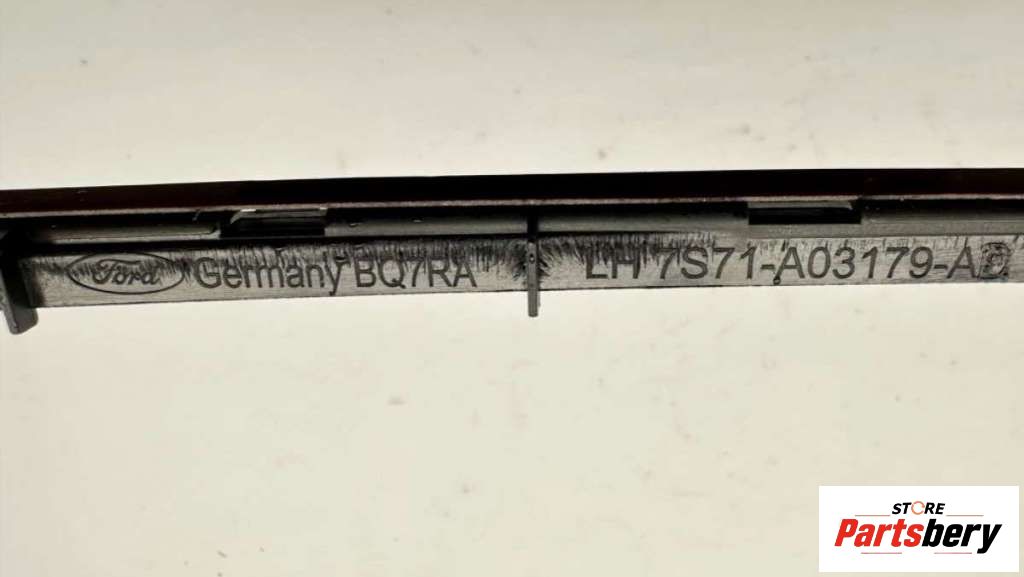 Ford Germany BQ7RA LH 7S71-A03179-
STORE
Partsbery